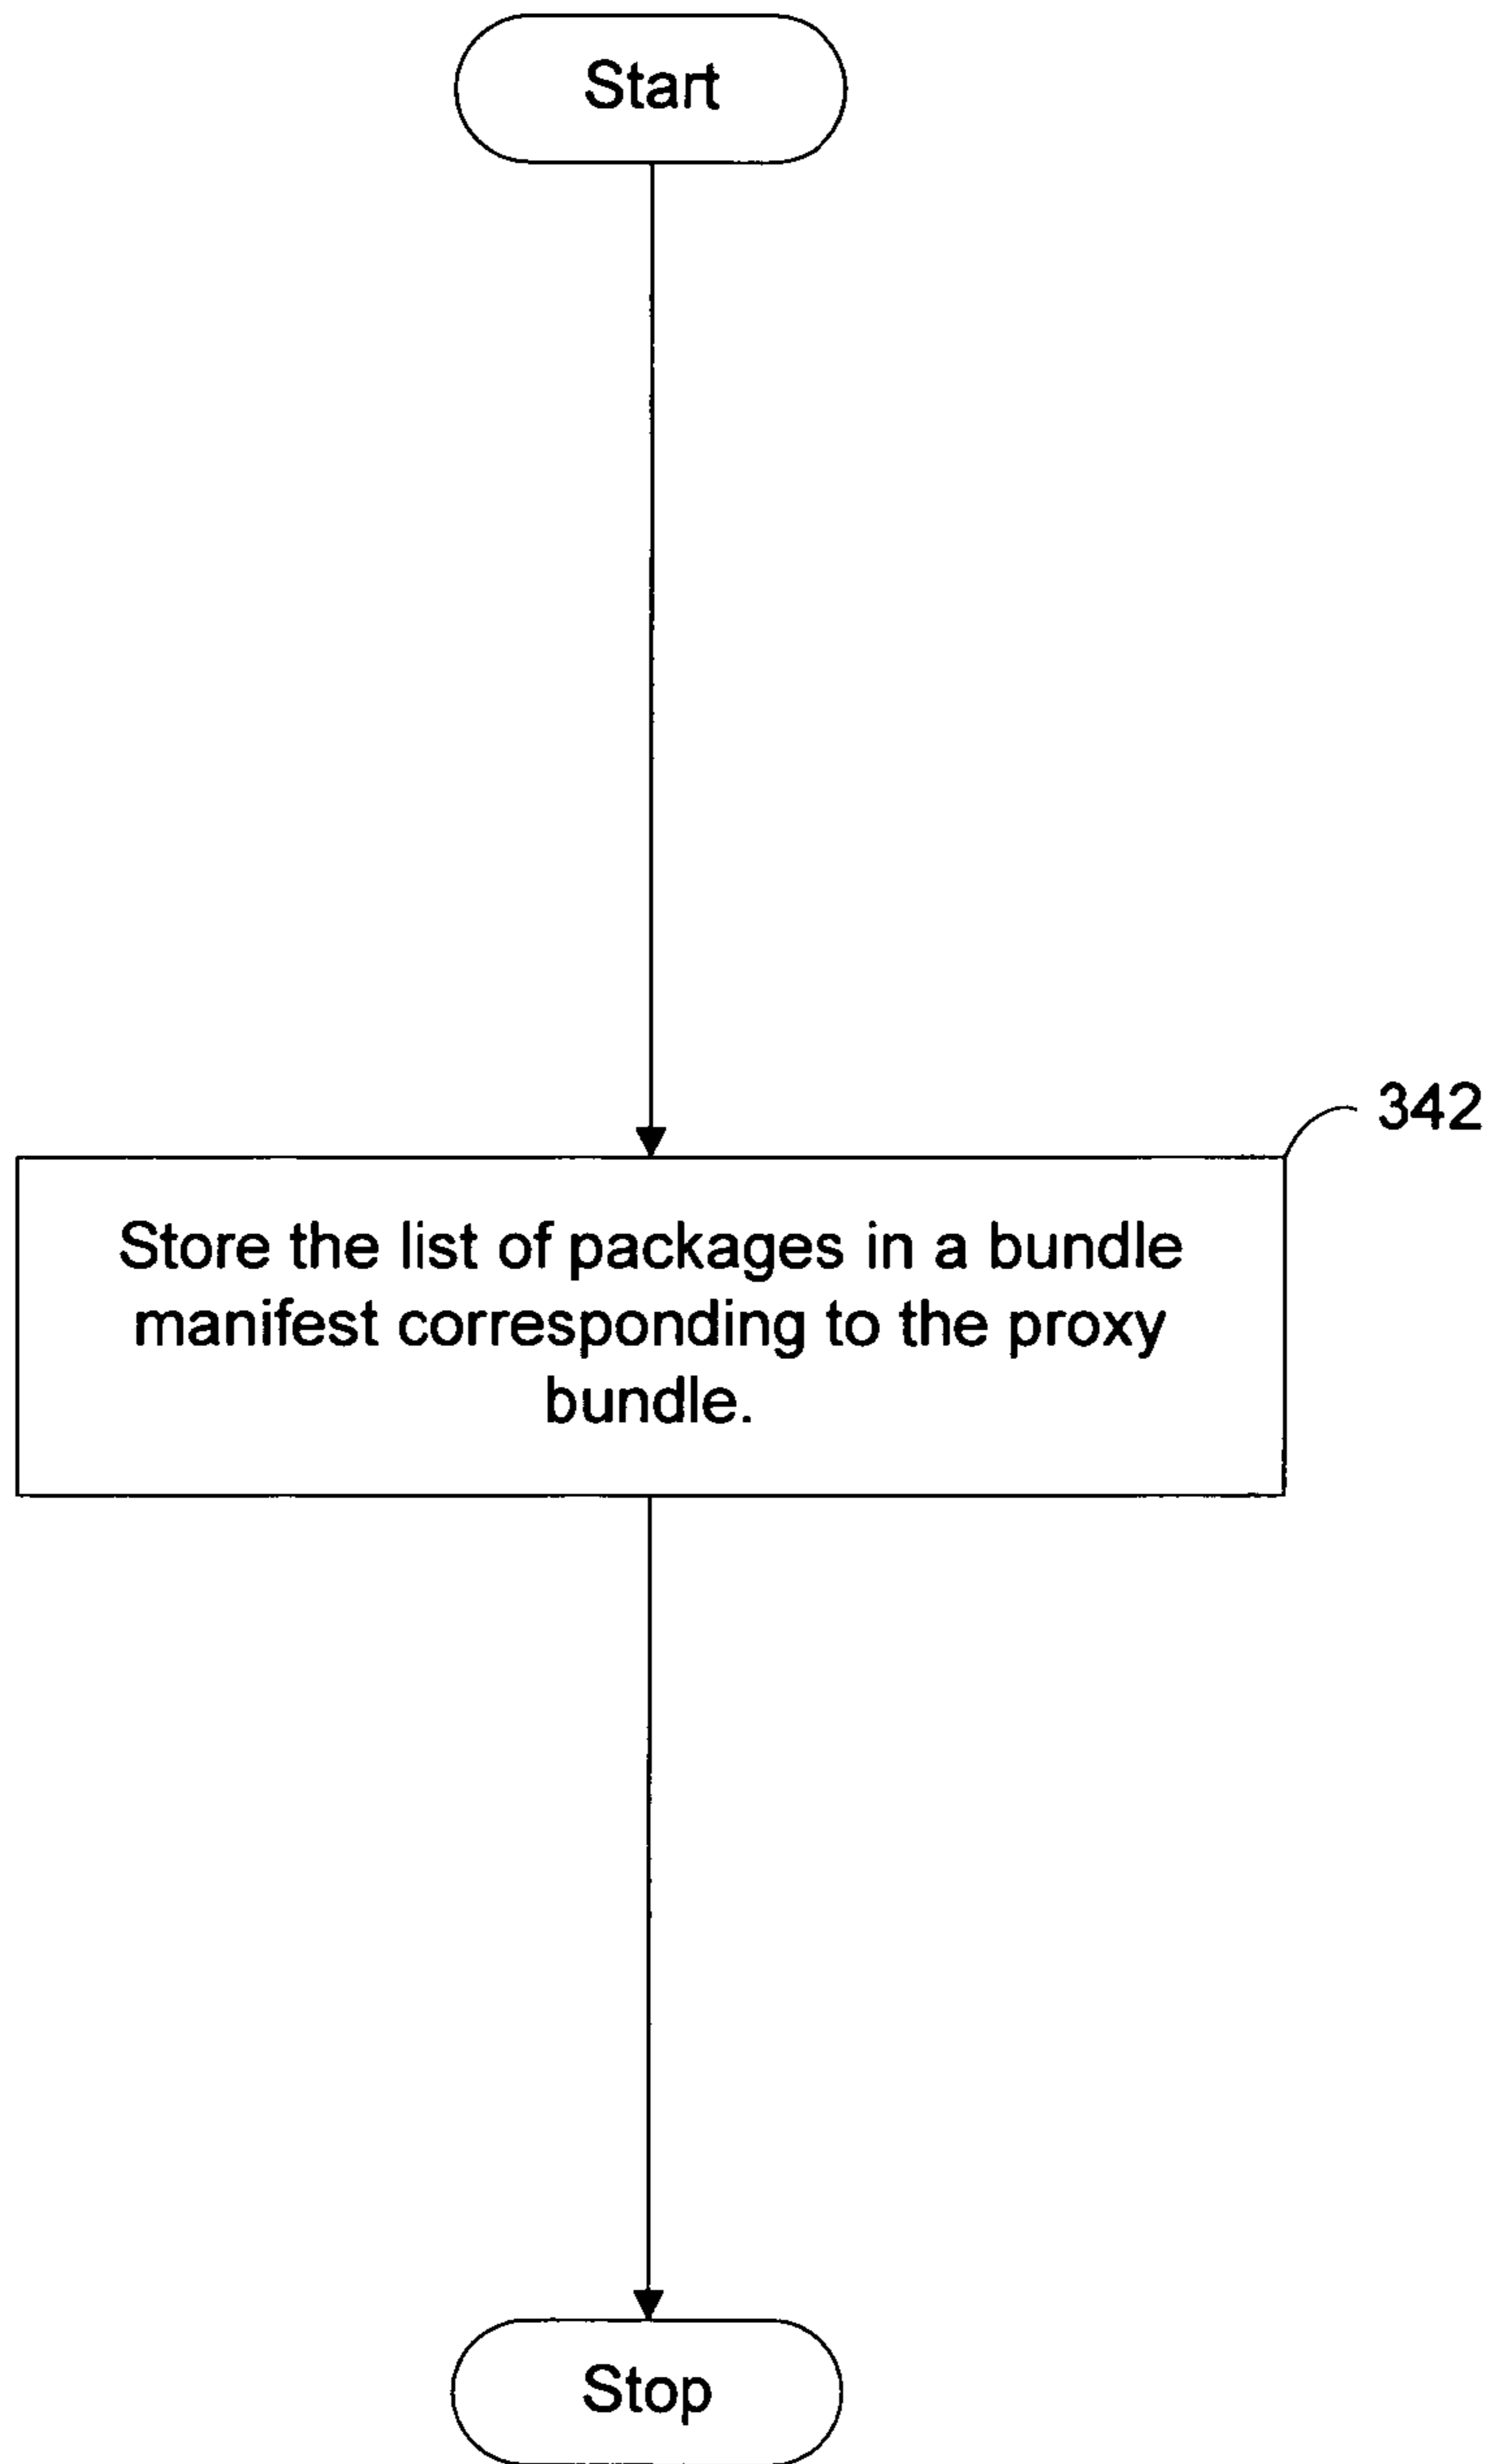 Start
342
Store the list of packages in a bundle
manifest corresponding to the proxy
bundle.
Stop